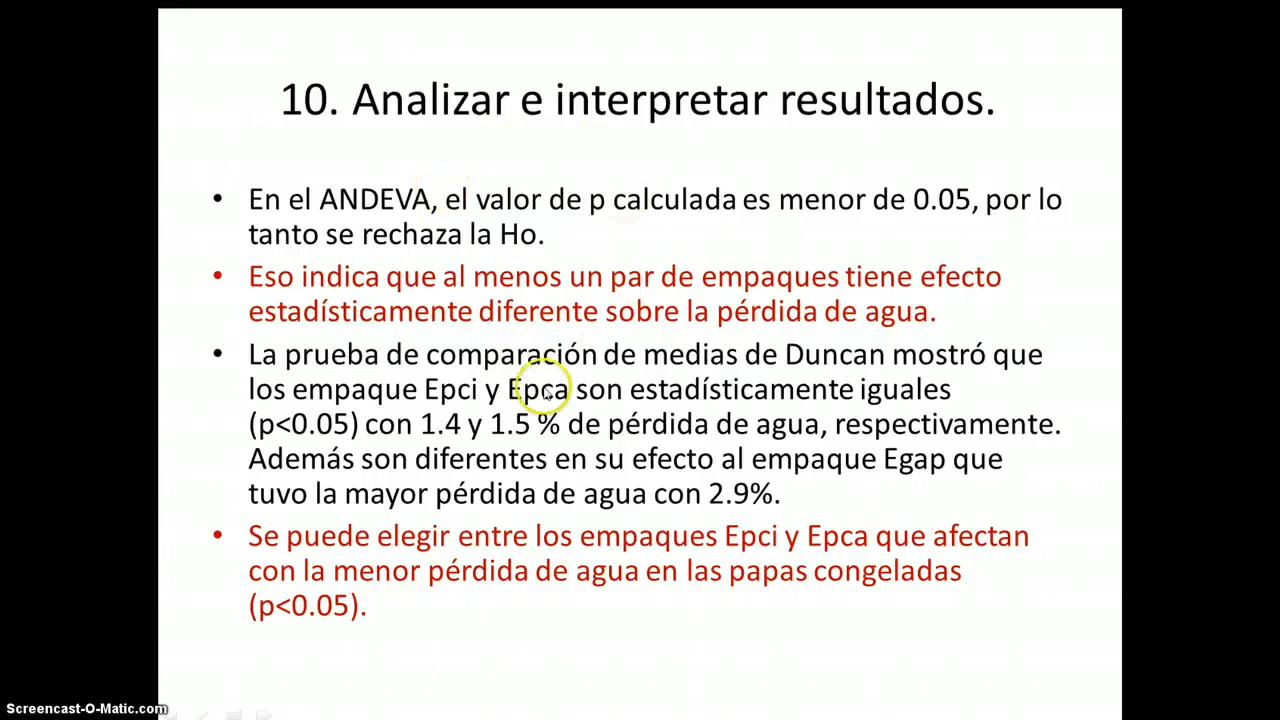 10. Analizar e interpretar resultados.
• En el ANDEVA, el valor de p calculada es menor de 0.05, por lo
tanto se rechaza la Ho.
• Eso indica que al menos un par de empaques tiene efecto
estadísticamente diferente sobre la pérdida de agua.
• La prueba de comparación de medias de Duncan mostró que
los empaque Epci y Epca son estadísticamente iguales
(p<0.05) con 1.4 y 1.5 % de pérdida de agua, respectivamente.
Además son diferentes en su efecto al empaque Egap que
tuvo la mayor pérdida de agua con 2.9%.
• Se puede elegir entre los empaques Epci y Epca que afectan
con la menor pérdida de agua en las papas congeladas
(p<0.05).
Screencast-O-Matic.com